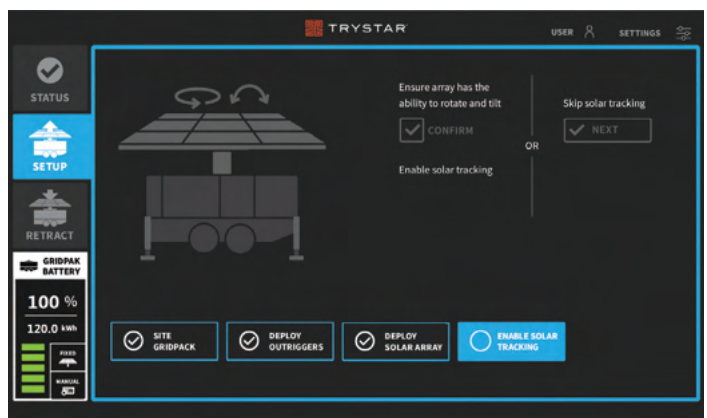 TRYSTAR
USER
SETTINGS
STATUS
SETUP
RETRACT
GRIDPAK
BATTERY
100 %
120.0 kWh
FIXED
MANUAL
Ensure array has the
ability to rotate and tilt
CONFIRM
Enable solar tracking
OR
Skip solar tracking
NEXT
SITE
GRIDPACK
DEPLOY
OUTRIGGERS
DEPLOY
SOLAR ARRAY
ENABLE SOLAR
TRACKING